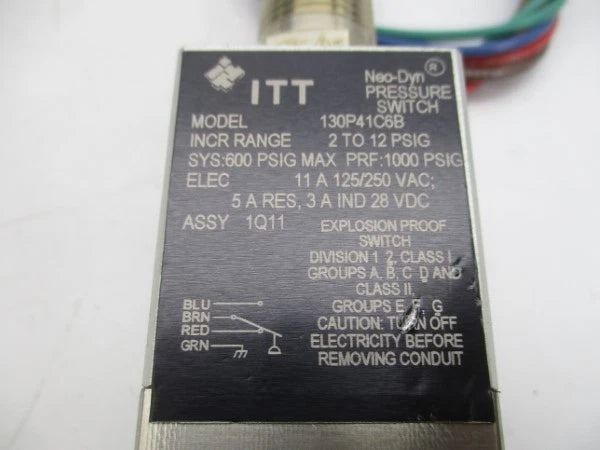 ITT
Neo-Dyn ®
PRESSURE
SWITCH
MODEL 130P41C6B
INCR RANGE 2 TO 12 PSIG
SYS:600 PSIG MAX PRF:1000 PSIG
ELEC 11 A 125/250 VAC;
5 A RES, 3 A IND 28 VDC
ASSY 1Q11
EXPLOSION PROOF
SWITCH
DIVISION 1 2, CLASS I
GROUPS A, B, C D AND
CLASS II,
GROUPS E, F, G
CAUTION: TURN OFF
ELECTRICITY BEFORE
REMOVING CONDUIT
BLU
BRN
RED
GRN